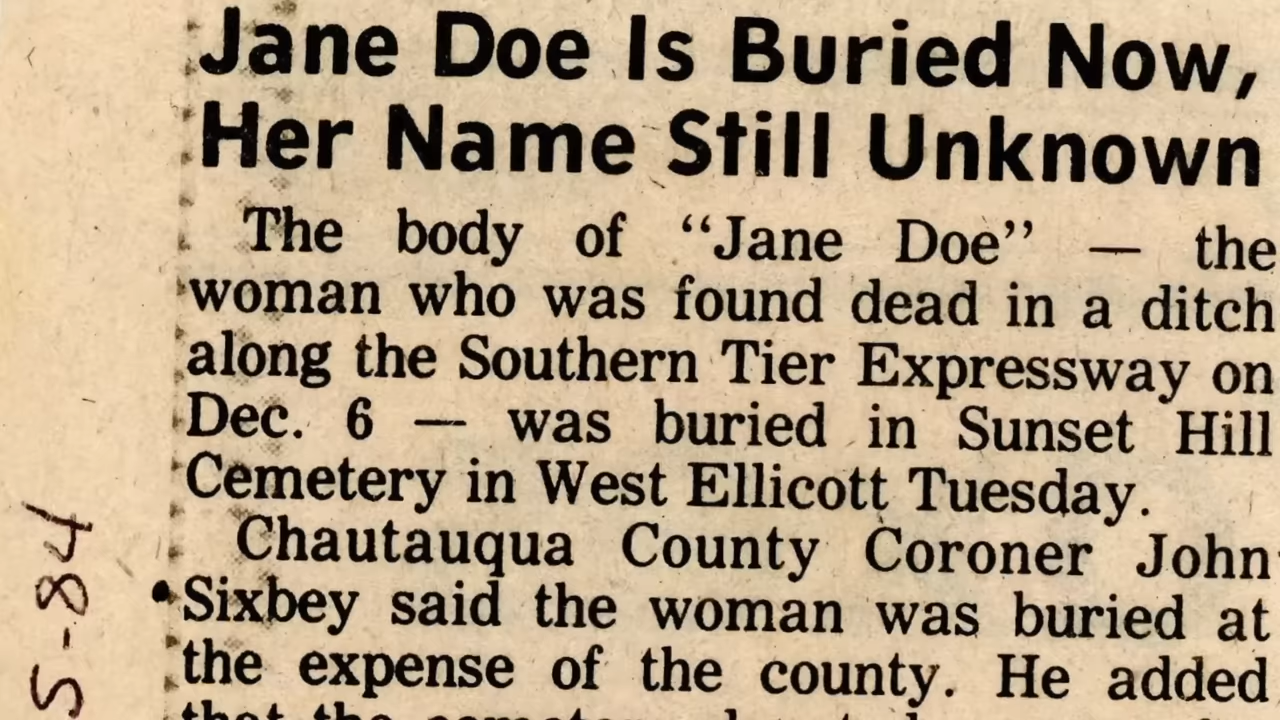 Jane Doe Is Buried Now,
Her Name Still Unknown
The body of “Jane Doe” — the
woman who was found dead in a ditch
along the Southern Tier Expressway on
Dec. 6 — was buried in Sunset Hill
Cemetery in West Ellicott Tuesday.
Chautauqua County Coroner John
Sixbey said the woman was buried at
the expense of the county. He added
that the
5-84